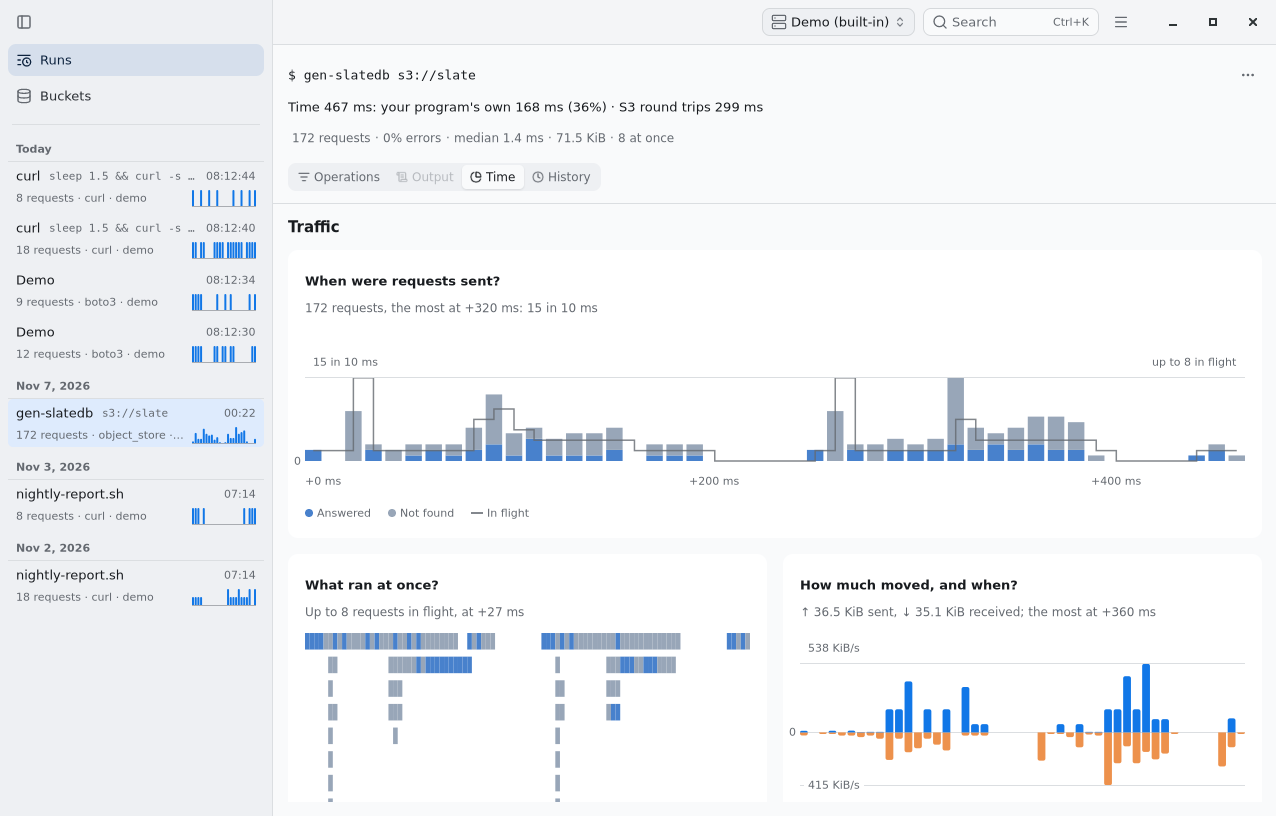 Demo (built-in)
Search
Ctrl+K
Runs
Buckets
Today
curl sleep 1.5 && curl -s … 08:12:44
8 requests · curl · demo
curl sleep 1.5 && curl -s … 08:12:40
18 requests · curl · demo
Demo 08:12:34
9 requests · boto3 · demo
Demo 08:12:30
12 requests · boto3 · demo
Nov 7, 2026
gen-slatedb s3://slate 00:22
172 requests · object_store ·…
Nov 3, 2026
nightly-report.sh 07:14
8 requests · curl · demo
Nov 2, 2026
nightly-report.sh 07:14
18 requests · curl · demo
$ gen-slatedb s3://slate
Time 467 ms: your program's own 168 ms (36%) · S3 round trips 299 ms
172 requests · 0% errors · median 1.4 ms · 71.5 KiB · 8 at once
Operations Output Time History
Traffic
When were requests sent?
172 requests, the most at +320 ms: 15 in 10 ms
15 in 10 ms up to 8 in flight
0
+0 ms +200 ms +400 ms
Answered Not found In flight
What ran at once?
Up to 8 requests in flight, at +27 ms
How much moved, and when?
↑ 36.5 KiB sent, ↓ 35.1 KiB received; the most at +360 ms
538 KiB/s
0
415 KiB/s